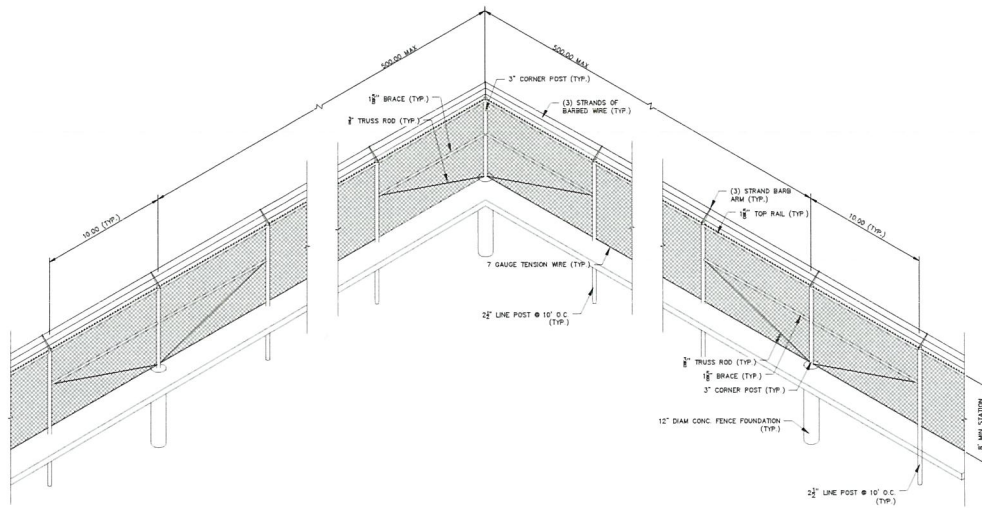 500.00 MAX
500.00 MAX
3" CORNER POST (TYP.)
1⅝" BRACE (TYP.)
(3) STRANDS OF
BARBED WIRE (TYP.)
⅜" TRUSS ROD (TYP.)
(3) STRAND BARB
ARM (TYP.)
1⅝" TOP RAIL (TYP.)
10.00 (TYP.)
10.00 (TYP.)
7 GAUGE TENSION WIRE (TYP.)
2½" LINE POST @ 10' O.C.
(TYP.)
⅜" TRUSS ROD (TYP.)
1⅝" BRACE (TYP.)
3" CORNER POST (TYP.)
12" DIAM CONC. FENCE FOUNDATION
(TYP.)
8' MIN STATION
2½" LINE POST @ 10' O.C.
(TYP.)